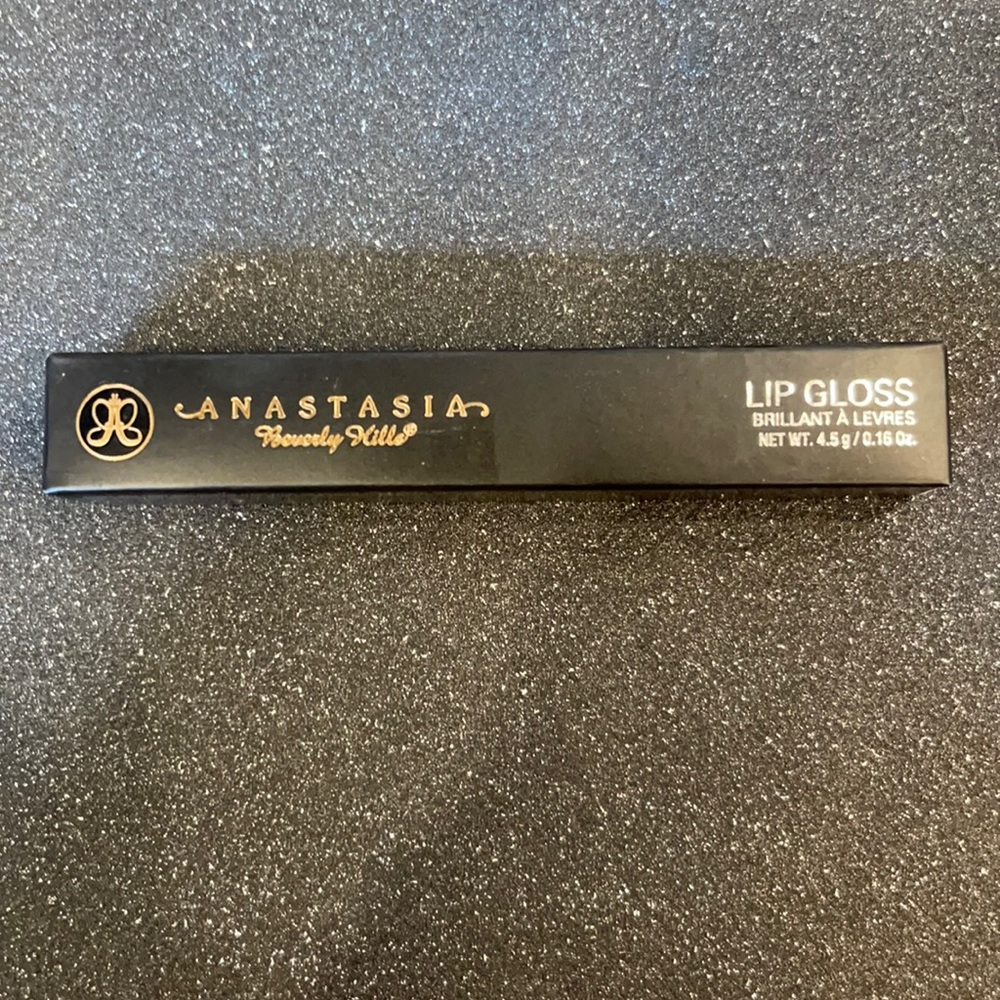 ANASTASIA
Beverly Hills®
LIP GLOSS
BRILLANT À LEVRES
NET WT. 4.5 g / 0.16 Oz.